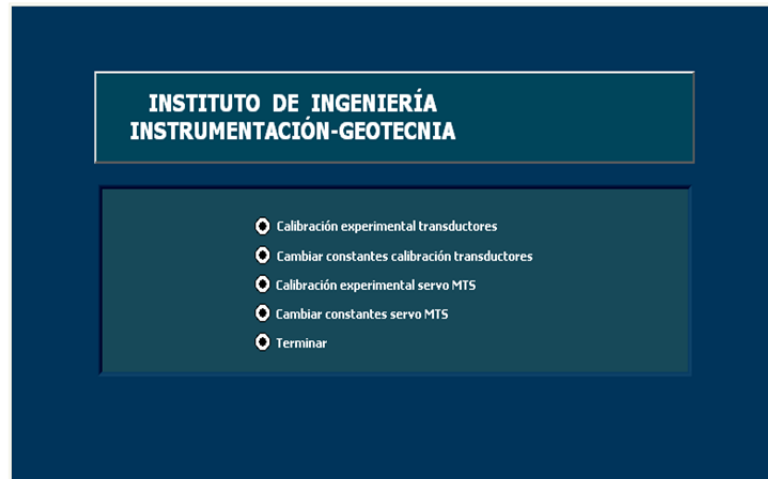 INSTITUTO DE INGENIERÍA
INSTRUMENTACIÓN-GEOTECNIA
Calibración experimental transductores
Cambiar constantes calibración transductores
Calibración experimental servo MTS
Cambiar constantes servo MTS
Terminar